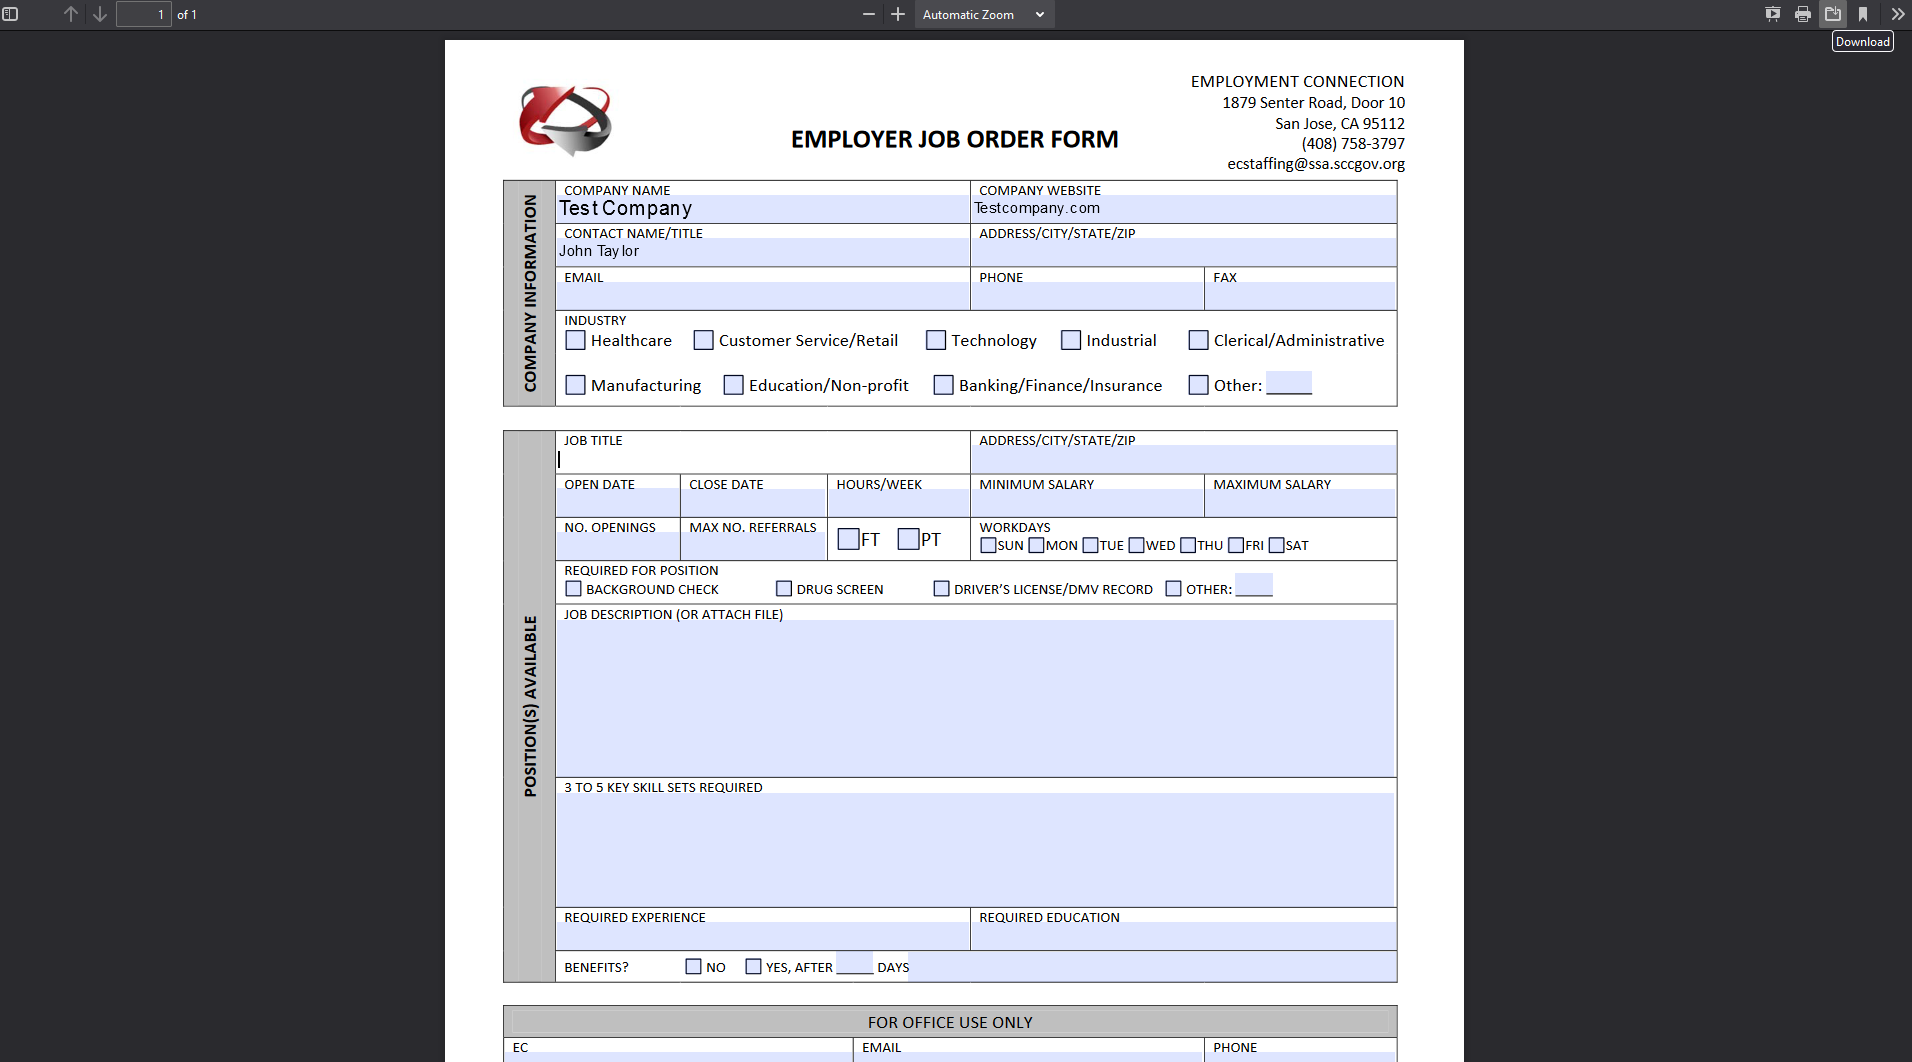 1 of 1
Automatic Zoom
Download
EMPLOYMENT CONNECTION
1879 Senter Road, Door 10
San Jose, CA 95112
(408) 758-3797
ecstaffing@ssa.sccgov.org
EMPLOYER JOB ORDER FORM
COMPANY INFORMATION
COMPANY NAME
Test Company
COMPANY WEBSITE
Testcompany.com
CONTACT NAME/TITLE
John Taylor
ADDRESS/CITY/STATE/ZIP
EMAIL
PHONE
FAX
INDUSTRY
Healthcare Customer Service/Retail Technology Industrial Clerical/Administrative
Manufacturing Education/Non-profit Banking/Finance/Insurance Other:
POSITION(S) AVAILABLE
JOB TITLE
ADDRESS/CITY/STATE/ZIP
OPEN DATE
CLOSE DATE
HOURS/WEEK
MINIMUM SALARY
MAXIMUM SALARY
NO. OPENINGS
MAX NO. REFERRALS
FT PT
WORKDAYS
SUN MON TUE WED THU FRI SAT
REQUIRED FOR POSITION
BACKGROUND CHECK DRUG SCREEN DRIVER’S LICENSE/DMV RECORD OTHER:
JOB DESCRIPTION (OR ATTACH FILE)
3 TO 5 KEY SKILL SETS REQUIRED
REQUIRED EXPERIENCE
REQUIRED EDUCATION
BENEFITS? NO YES, AFTER DAYS
FOR OFFICE USE ONLY
EC
EMAIL
PHONE